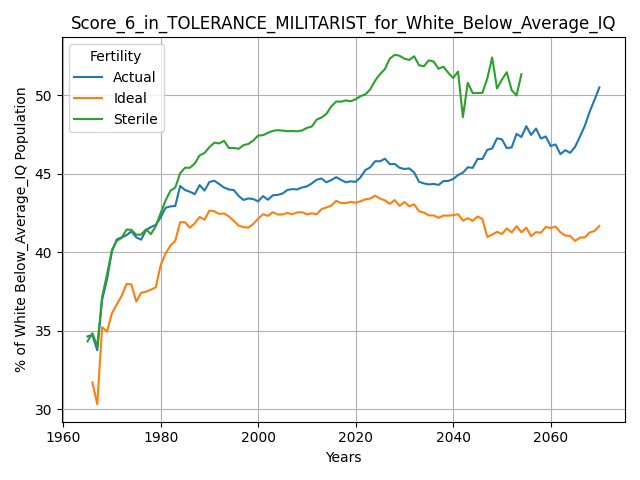 Score_6_in_TOLERANCE_MILITARIST_for_White_Below_Average_IQ
Fertility
Actual
Ideal
Sterile
% of White Below_Average_IQ Population
50
45
40
35
30
1960
1980
2000
2020
2040
2060
Years